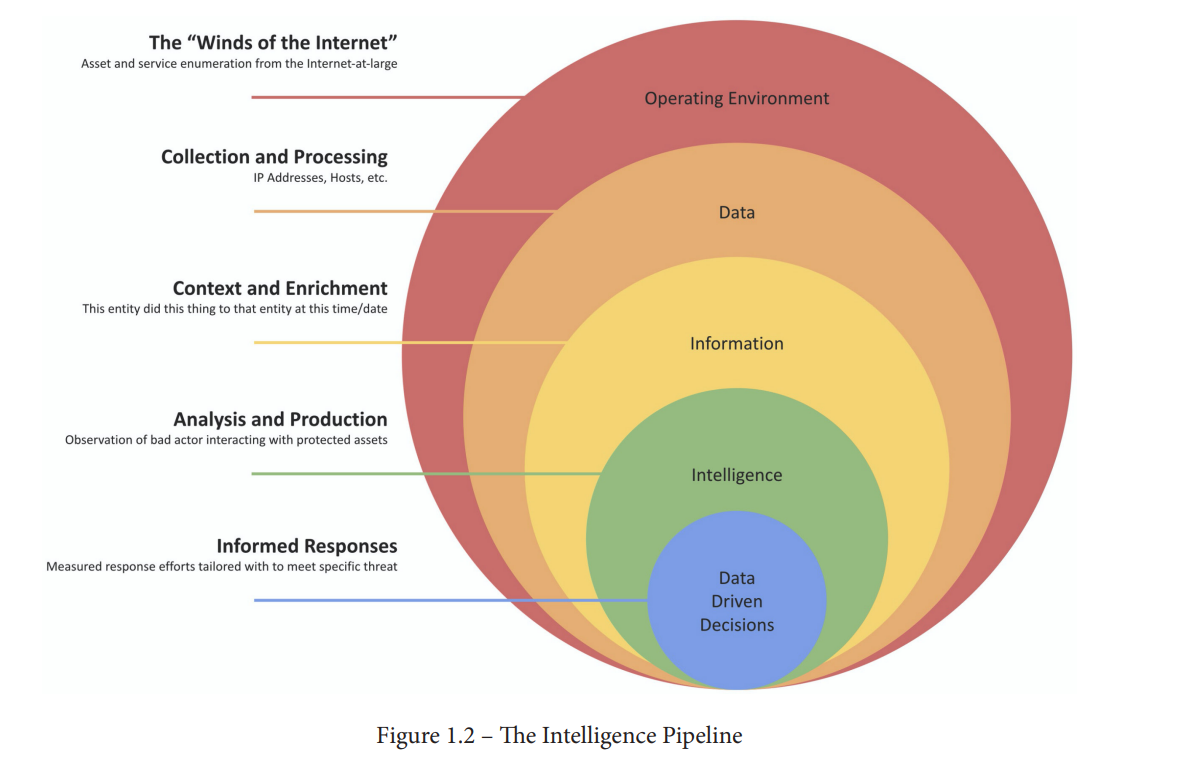 The “Winds of the Internet”
Asset and service enumeration from the Internet-at-large
Operating Environment
Collection and Processing
IP Addresses, Hosts, etc.
Data
Context and Enrichment
This entity did this thing to that entity at this time/date
Information
Analysis and Production
Observation of bad actor interacting with protected assets
Intelligence
Informed Responses
Measured response efforts tailored with to meet specific threat
Data
Driven
Decisions
Figure 1.2 – The Intelligence Pipeline